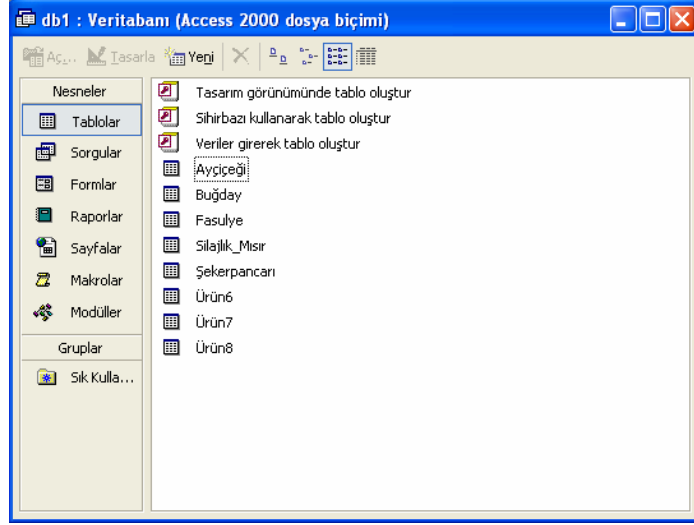 db1 : Veritabanı (Access 2000 dosya biçimi)
Aç... Tasarla Yeni
Nesneler
Tablolar
Sorgular
Formlar
Raporlar
Sayfalar
Makrolar
Modüller
Gruplar
Sık Kulla...
Tasarım görünümünde tablo oluştur
Sihirbazı kullanarak tablo oluştur
Veriler girerek tablo oluştur
Ayçiçeği
Buğday
Fasulye
Silajlık_Mısır
Şekerpancarı
Ürün6
Ürün7
Ürün8